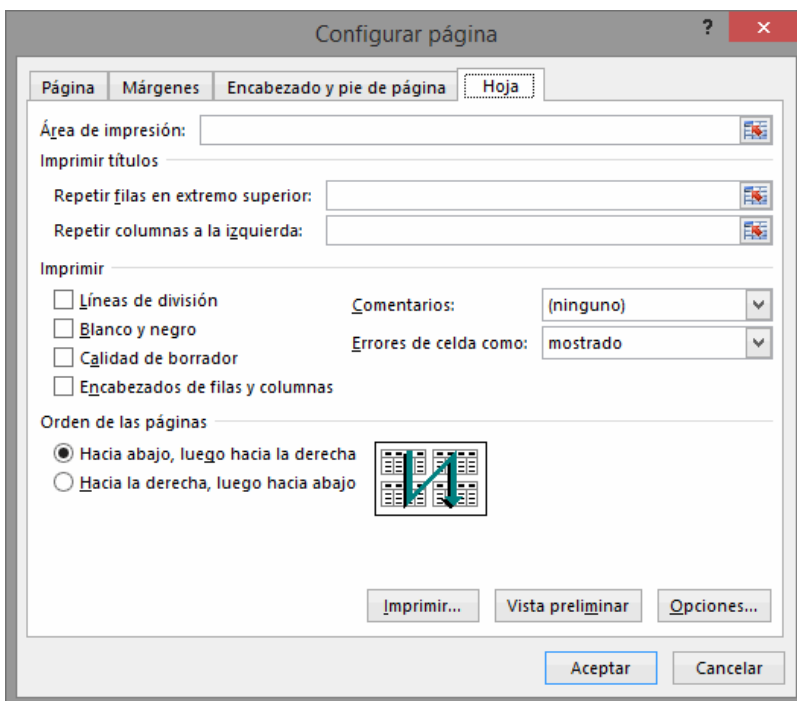 Configurar página
?
Página Márgenes Encabezado y pie de página Hoja
Área de impresión:
Imprimir títulos
Repetir filas en extremo superior:
Repetir columnas a la izquierda:
Imprimir
Líneas de división
Comentarios: (ninguno)
Blanco y negro
Errores de celda como: mostrado
Calidad de borrador
Encabezados de filas y columnas
Orden de las páginas
Hacia abajo, luego hacia la derecha
Hacia la derecha, luego hacia abajo
Imprimir... Vista preliminar Opciones...
Aceptar Cancelar